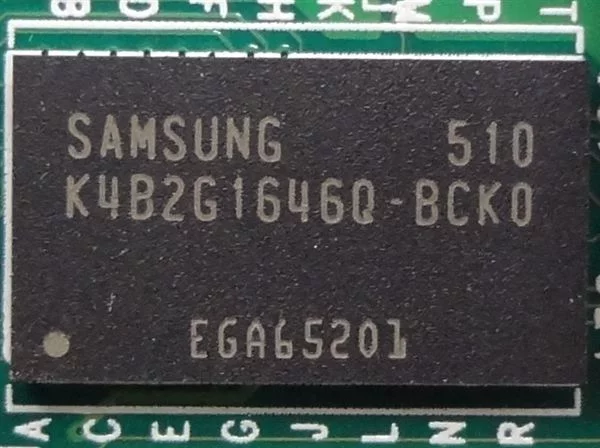 B D F H K M P T
SAMSUNG 510
K4B2G1646Q-BCK0
EGA65201
A C E G J L N R